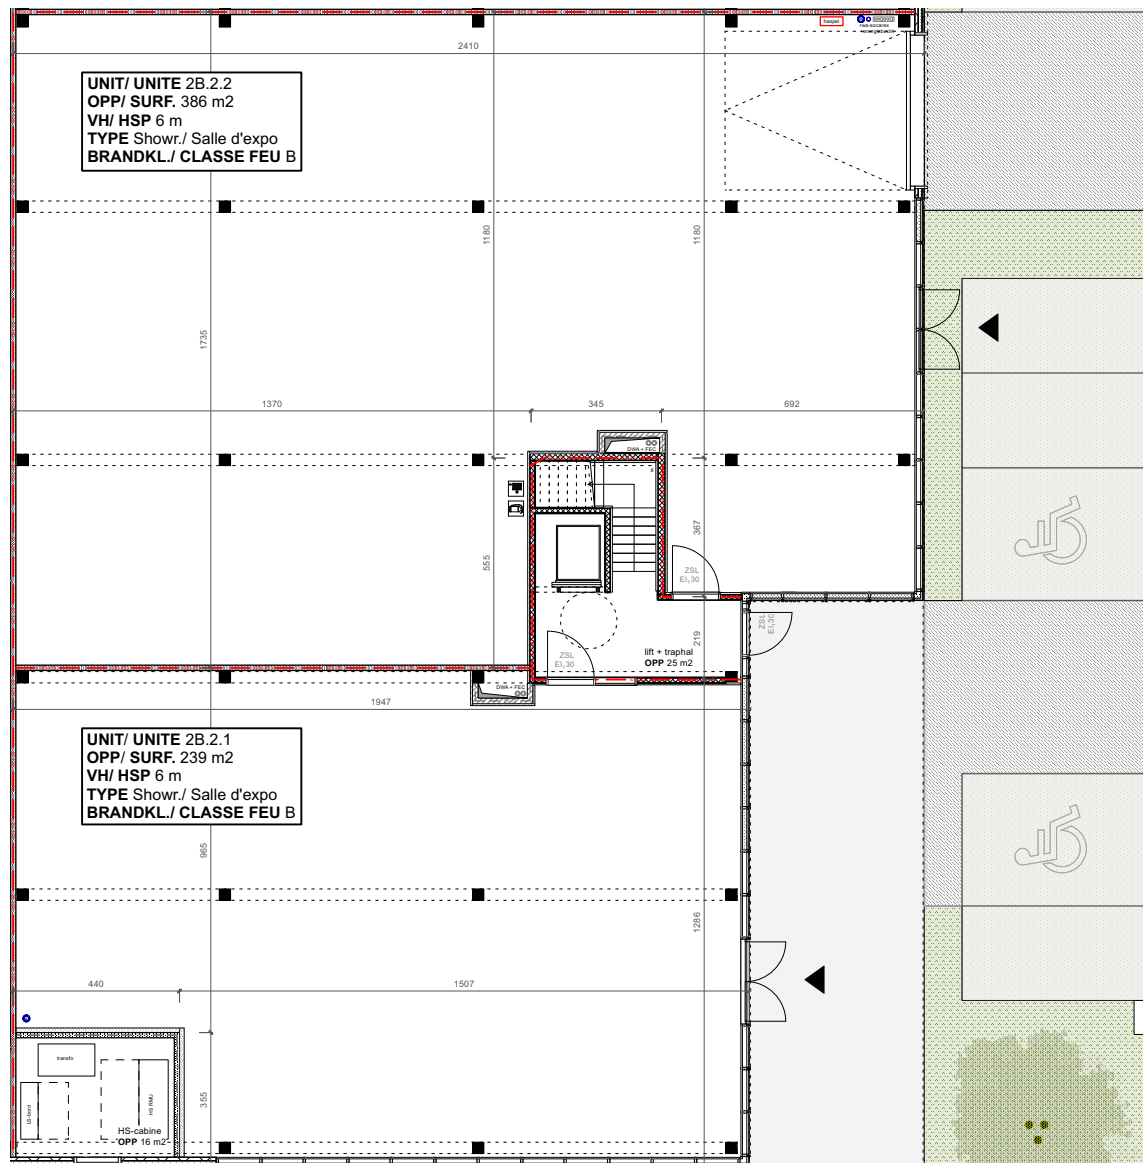 haspel
2410
UNIT/ UNITE 2B.2.2
OPP/ SURF. 386 m2
VH/ HSP 6 m
TYPE Showr./ Salle d'expo
BRANDKL./ CLASSE FEU B
1180
1180
1735
1370
345
692
DWA + FEC
367
555
ZSL
EI,30
ZSL
EI,30
219
lift + traphal
OPP 25 m2
ZSL
EI,30
DWA + FEC
1947
UNIT/ UNITE 2B.2.1
OPP/ SURF. 239 m2
VH/ HSP 6 m
TYPE Showr./ Salle d'expo
BRANDKL./ CLASSE FEU B
965
1286
440
1507
transfo
HS RMU
355
HS-cabine
OPP 16 m2